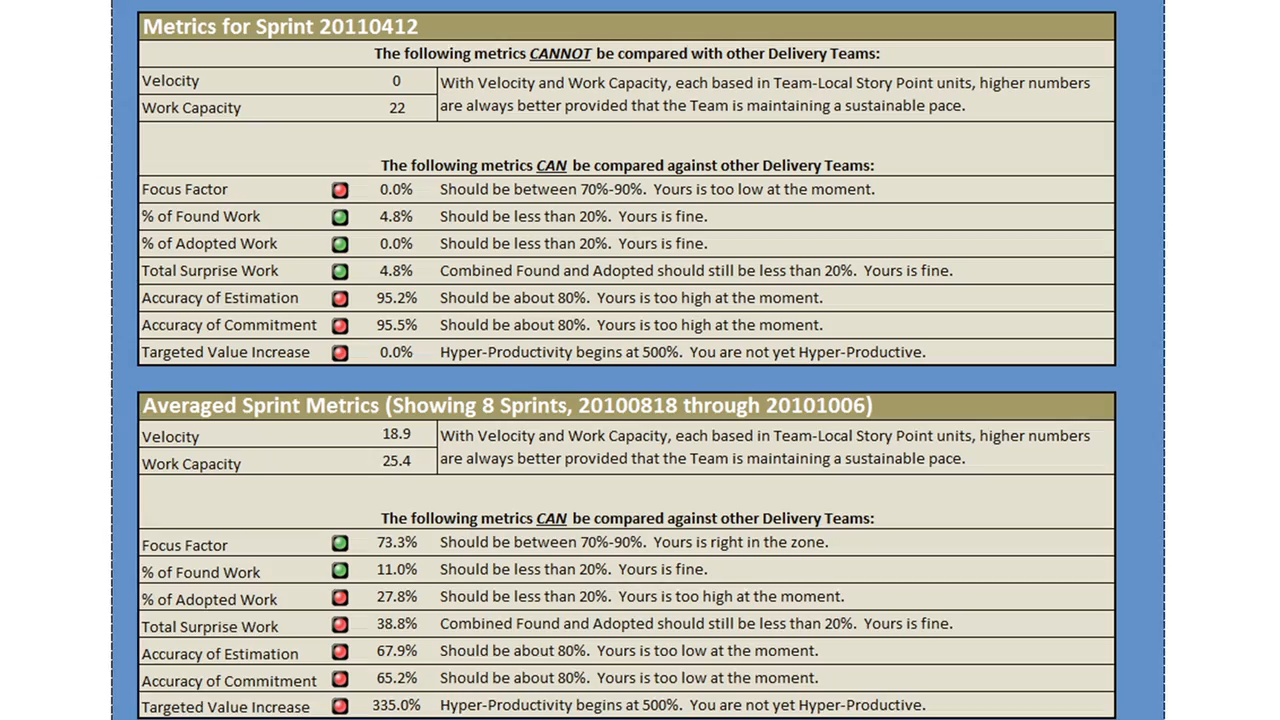 Metrics for Sprint 20110412
The following metrics CANNOT be compared with other Delivery Teams:
Velocity 0 With Velocity and Work Capacity, each based in Team-Local Story Point units, higher numbers
Work Capacity 22 are always better provided that the Team is maintaining a sustainable pace.
The following metrics CAN be compared against other Delivery Teams:
Focus Factor 0.0% Should be between 70%-90%. Yours is too low at the moment.
% of Found Work 4.8% Should be less than 20%. Yours is fine.
% of Adopted Work 0.0% Should be less than 20%. Yours is fine.
Total Surprise Work 4.8% Combined Found and Adopted should still be less than 20%. Yours is fine.
Accuracy of Estimation 95.2% Should be about 80%. Yours is too high at the moment.
Accuracy of Commitment 95.5% Should be about 80%. Yours is too high at the moment.
Targeted Value Increase 0.0% Hyper-Productivity begins at 500%. You are not yet Hyper-Productive.
Averaged Sprint Metrics (Showing 8 Sprints, 20100818 through 20101006)
Velocity 18.9 With Velocity and Work Capacity, each based in Team-Local Story Point units, higher numbers
Work Capacity 25.4 are always better provided that the Team is maintaining a sustainable pace.
The following metrics CAN be compared against other Delivery Teams:
Focus Factor 73.3% Should be between 70%-90%. Yours is right in the zone.
% of Found Work 11.0% Should be less than 20%. Yours is fine.
% of Adopted Work 27.8% Should be less than 20%. Yours is too high at the moment.
Total Surprise Work 38.8% Combined Found and Adopted should still be less than 20%. Yours is fine.
Accuracy of Estimation 67.9% Should be about 80%. Yours is too low at the moment.
Accuracy of Commitment 65.2% Should be about 80%. Yours is too low at the moment.
Targeted Value Increase 335.0% Hyper-Productivity begins at 500%. You are not yet Hyper-Productive.